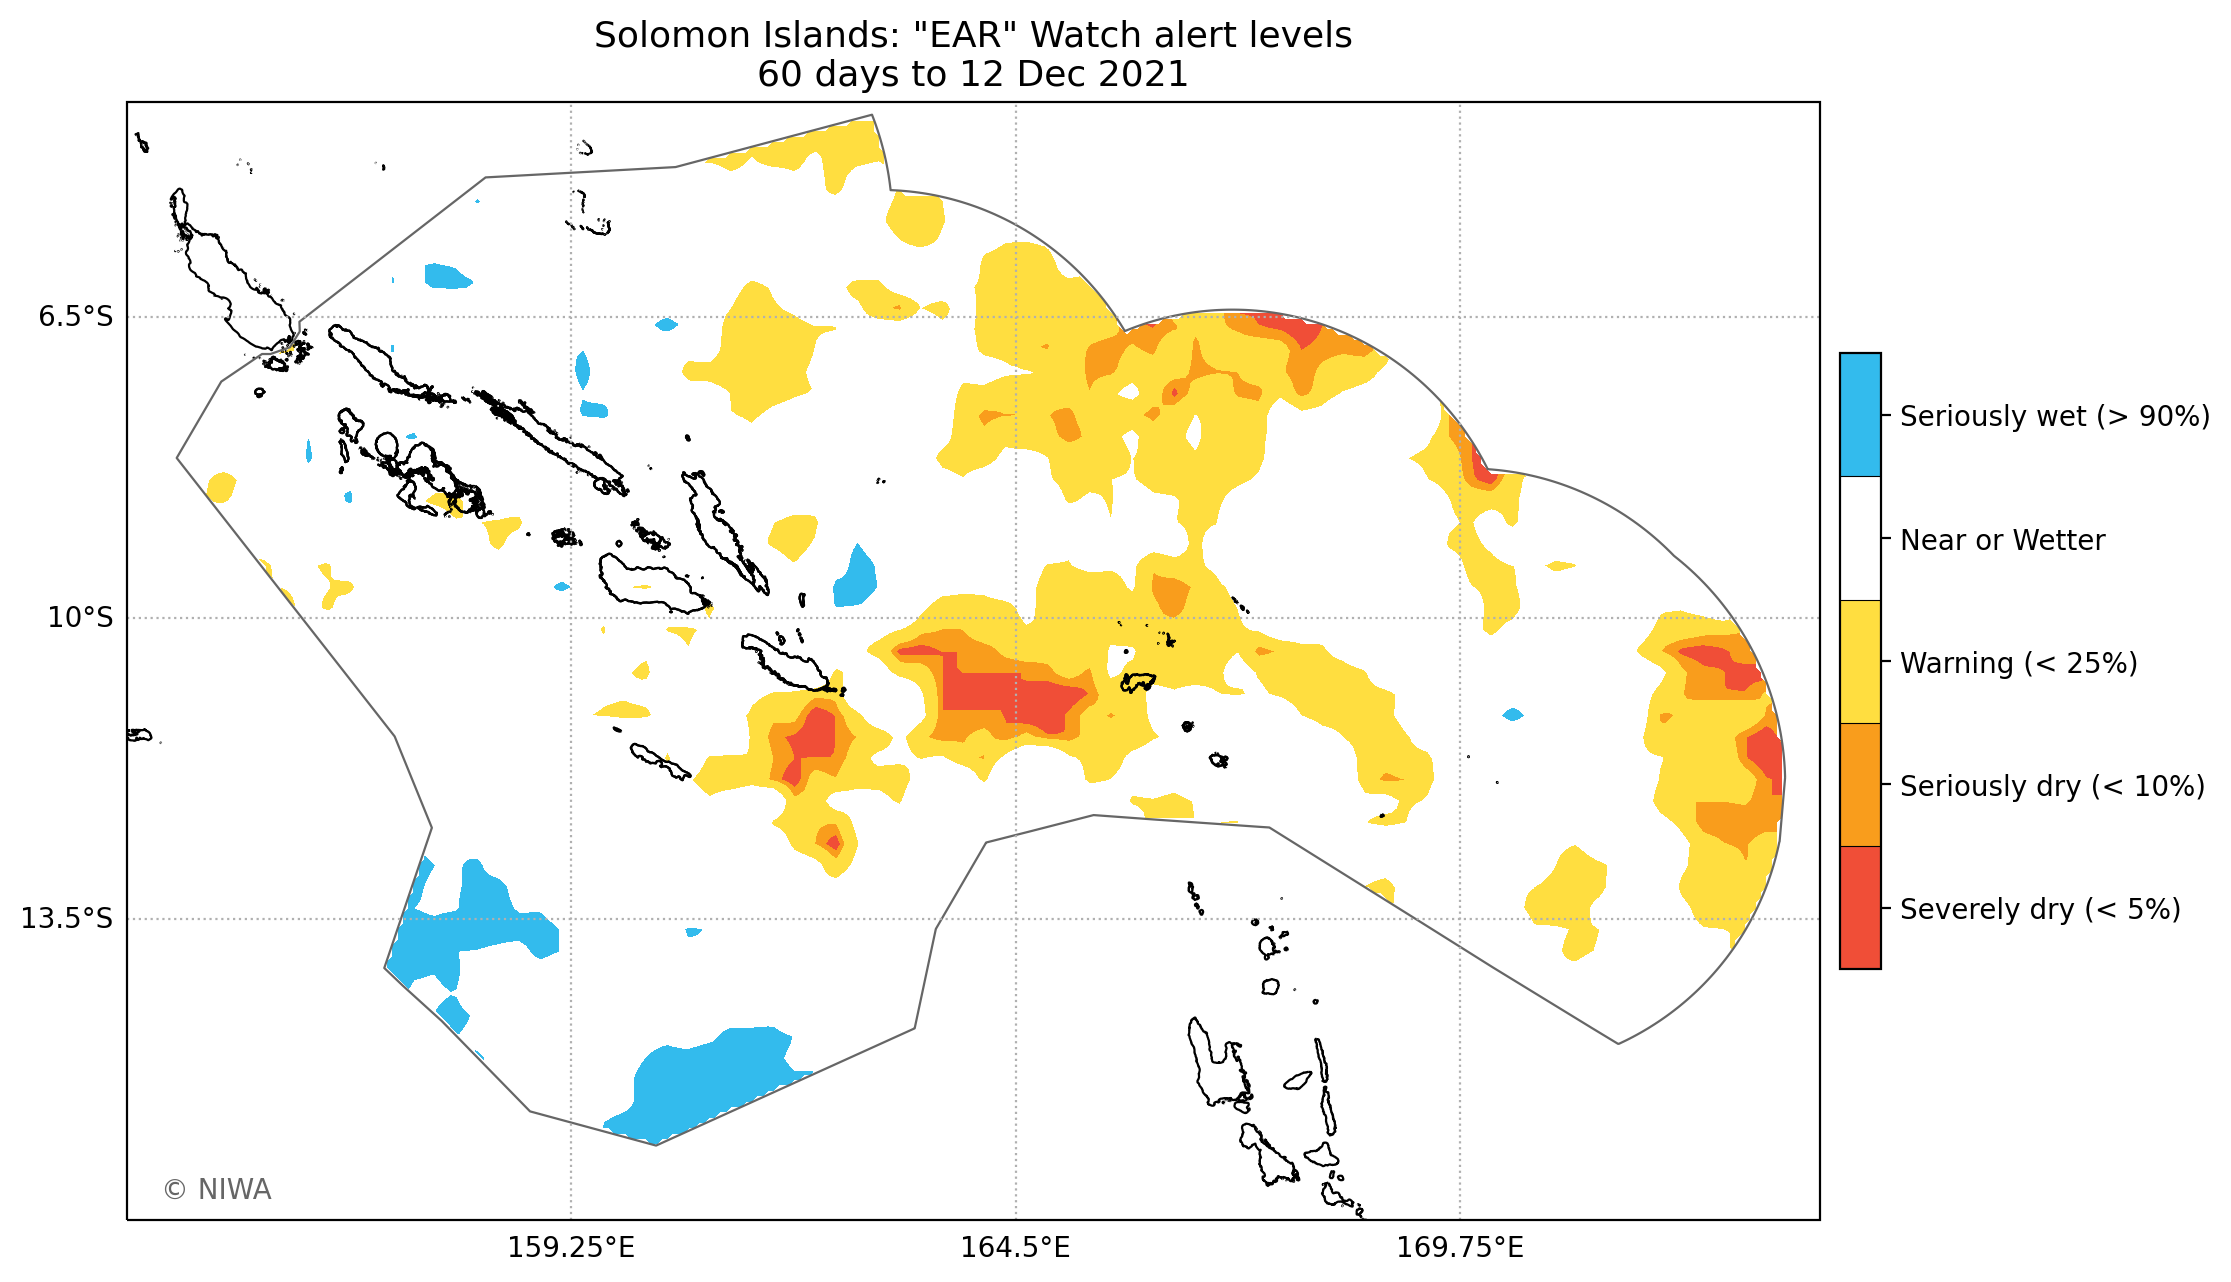 Solomon Islands: "EAR" Watch alert levels
60 days to 12 Dec 2021
6.5°S
10°S
13.5°S
159.25°E
164.5°E
169.75°E
Seriously wet (> 90%)
Near or Wetter
Warning (< 25%)
Seriously dry (< 10%)
Severely dry (< 5%)
© NIWA